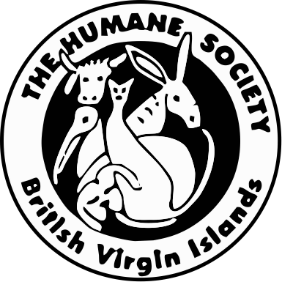 THE HUMANE SOCIETY
British Virgin Islands